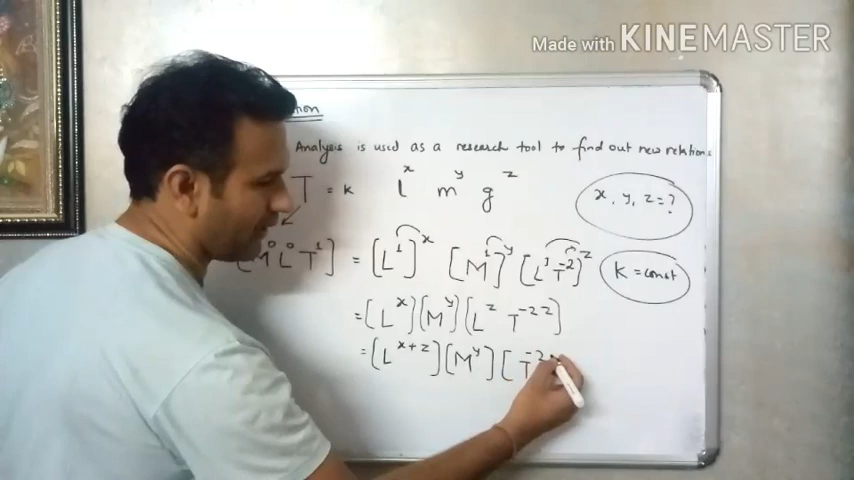 Made with KINEMASTER
Analysis is used as a research tool to find out new relations
T = k l^x m^y g^z
x, y, z = ?
[M^0 L^0 T^1] = [L^1]^x [M^1]^y [L^1 T^-2]^z
K = const
= [L^x] [M^y] [L^z T^-2z]
= [L^x+z] [M^y] [T^-2